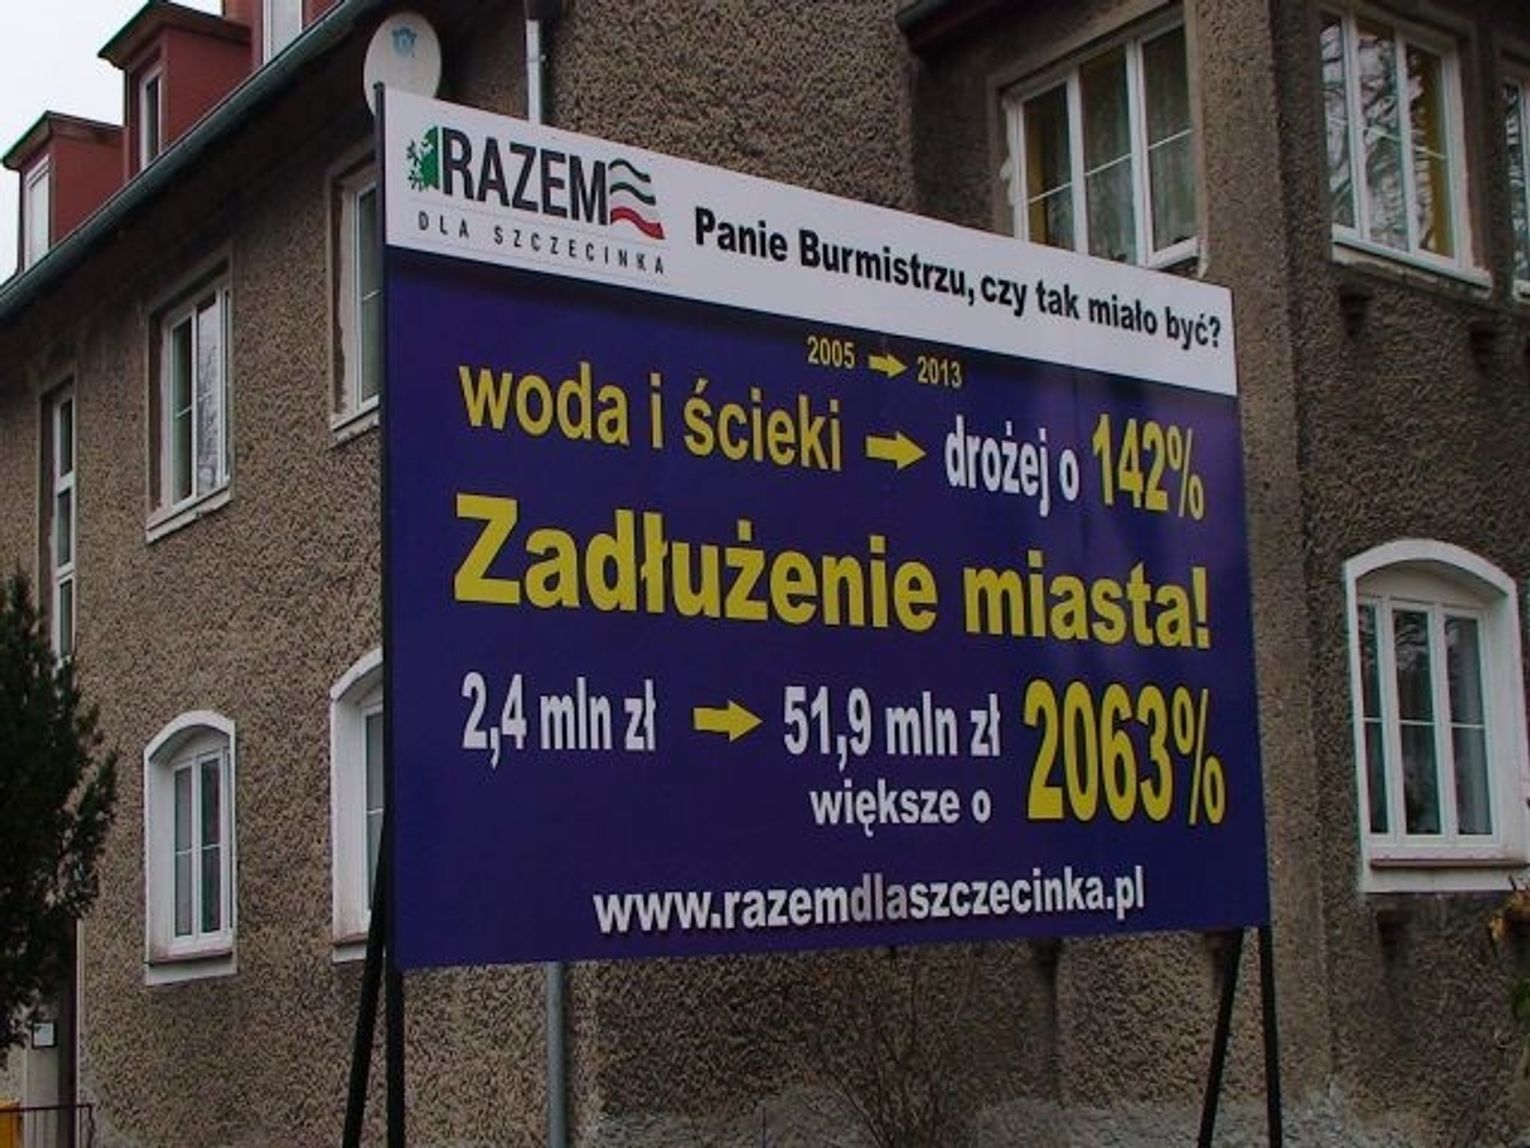 RAZEM
DLA SZCZECINKA
Panie Burmistrzu, czy tak miało być?
2005 2013
woda i ścieki drożej o 142%
Zadłużenie miasta!
2,4 mln zł 51,9 mln zł 2063%
większe o
www.razemdlaszczecinka.pl